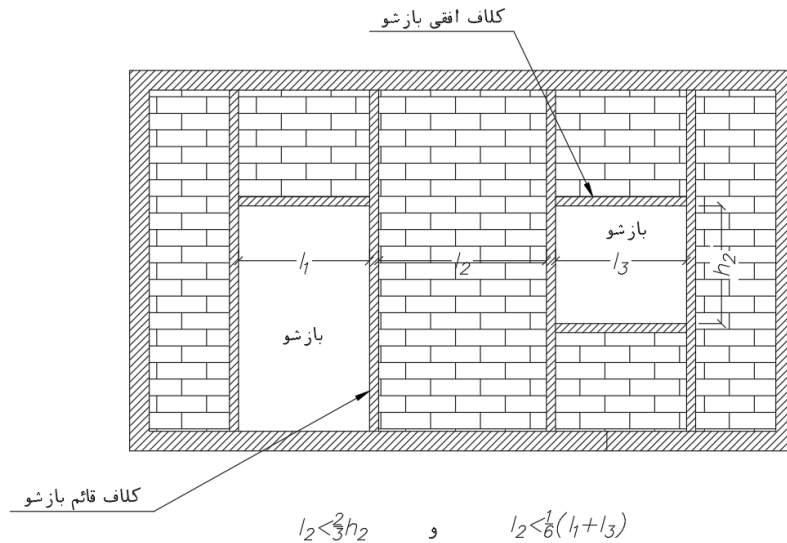 کلاف افقی بازشو
بازشو
l₁
l₂
l₃
h₂
بازشو
کلاف قائم بازشو
l₂<⅔h₂ و l₂<⅙(l₁+l₃)